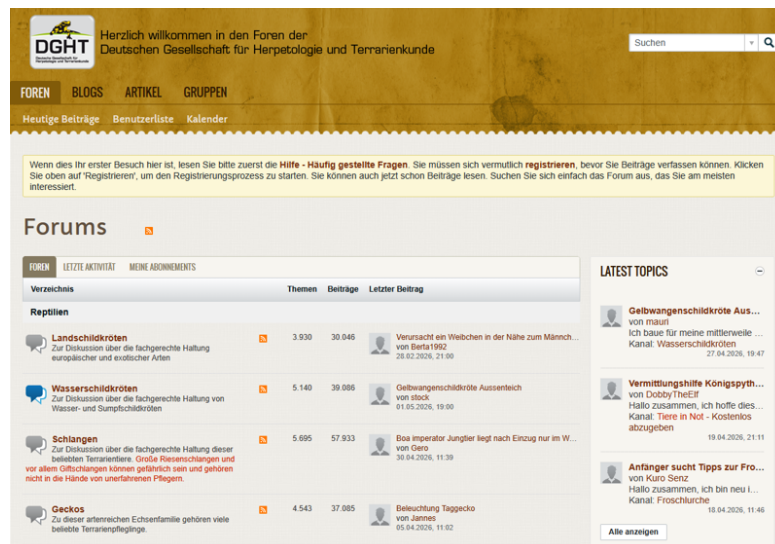 DGHT
Deutsche Gesellschaft für
Herpetologie und Terrarienkunde
Herzlich willkommen in den Foren der
Deutschen Gesellschaft für Herpetologie und Terrarienkunde
Suchen
FOREN BLOGS ARTIKEL GRUPPEN
Heutige Beiträge Benutzerliste Kalender
Wenn dies Ihr erster Besuch hier ist, lesen Sie bitte zuerst die Hilfe - Häufig gestellte Fragen. Sie müssen sich vermutlich registrieren, bevor Sie Beiträge verfassen können. Klicken
Sie oben auf 'Registrieren', um den Registrierungsprozess zu starten. Sie können auch jetzt schon Beiträge lesen. Suchen Sie sich einfach das Forum aus, das Sie am meisten
interessiert.
Forums
FOREN LETZTE AKTIVITÄT MEINE ABONNEMENTS
Verzeichnis Themen Beiträge Letzter Beitrag
Reptilien
Landschildkröten
Zur Diskussion über die fachgerechte Haltung
europäischer und exotischer Arten
3.930 30.046
Verursacht ein Weibchen in der Nähe zum Männch...
von Berta1992
28.02.2026, 21:00
Wasserschildkröten
Zur Diskussion über die fachgerechte Haltung von
Wasser- und Sumpfschildkröten
5.140 39.086
Gelbwangenschildkröte Aussenteich
von stock
01.05.2026, 19:00
Schlangen
Zur Diskussion über die fachgerechte Haltung dieser
beliebten Terrarientiere. Große Riesenschlangen und
vor allem Giftschlangen können gefährlich sein und gehören
nicht in die Hände von unerfahrenen Pflegern.
5.695 57.933
Boa imperator Jungtier liegt nach Einzug nur im W...
von Gero
30.04.2026, 11:39
Geckos
Zu dieser artenreichen Echsenfamilie gehören viele
beliebte Terrarienpfleglinge.
4.543 37.085
Beleuchtung Taggecko
von Jannes
05.04.2026, 11:02
LATEST TOPICS
Gelbwangenschildkröte Aus...
von mauri
Ich baue für meine mittlerweile ...
Kanal: Wasserschildkröten
27.04.2026, 19:47
Vermittlungshilfe Königspyth...
von DobbyTheElf
Hallo zusammen, ich hoffe dies...
Kanal: Tiere in Not - Kostenlos
abzugeben
19.04.2026, 21:11
Anfänger sucht Tipps zur Fro...
von Kuro Senz
Hallo zusammen, ich bin neu i...
Kanal: Froschlurche
18.04.2026, 11:46
Alle anzeigen